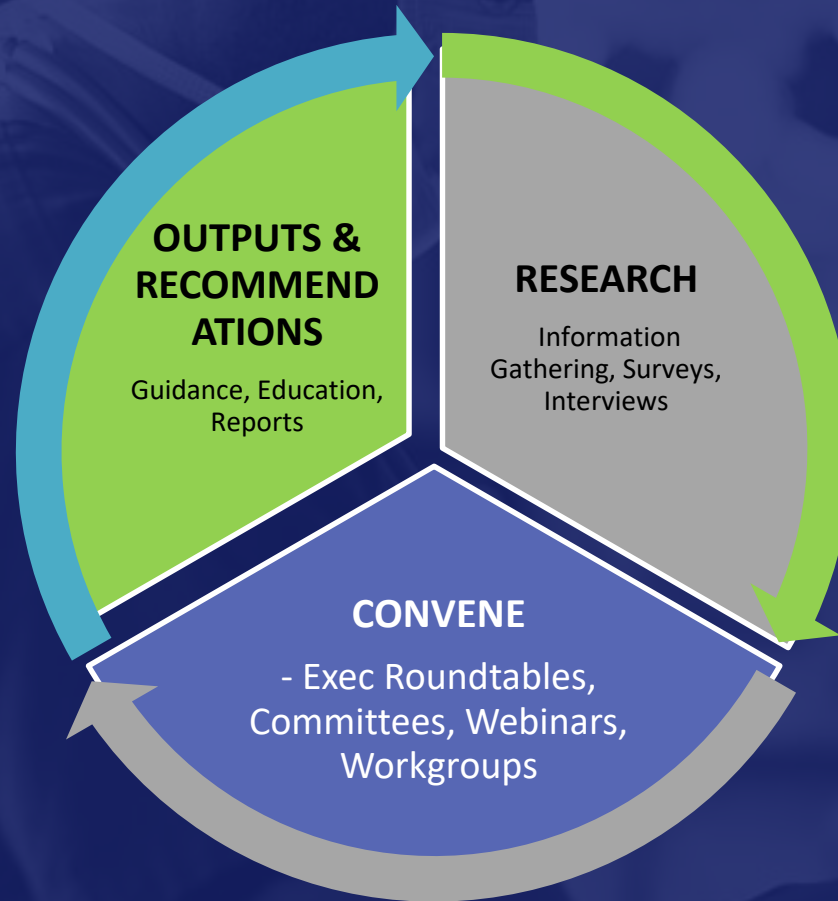 OUTPUTS &
RECOMMEND
ATIONS
Guidance, Education,
Reports
RESEARCH
Information
Gathering, Surveys,
Interviews
CONVENE
- Exec Roundtables,
Committees, Webinars,
Workgroups